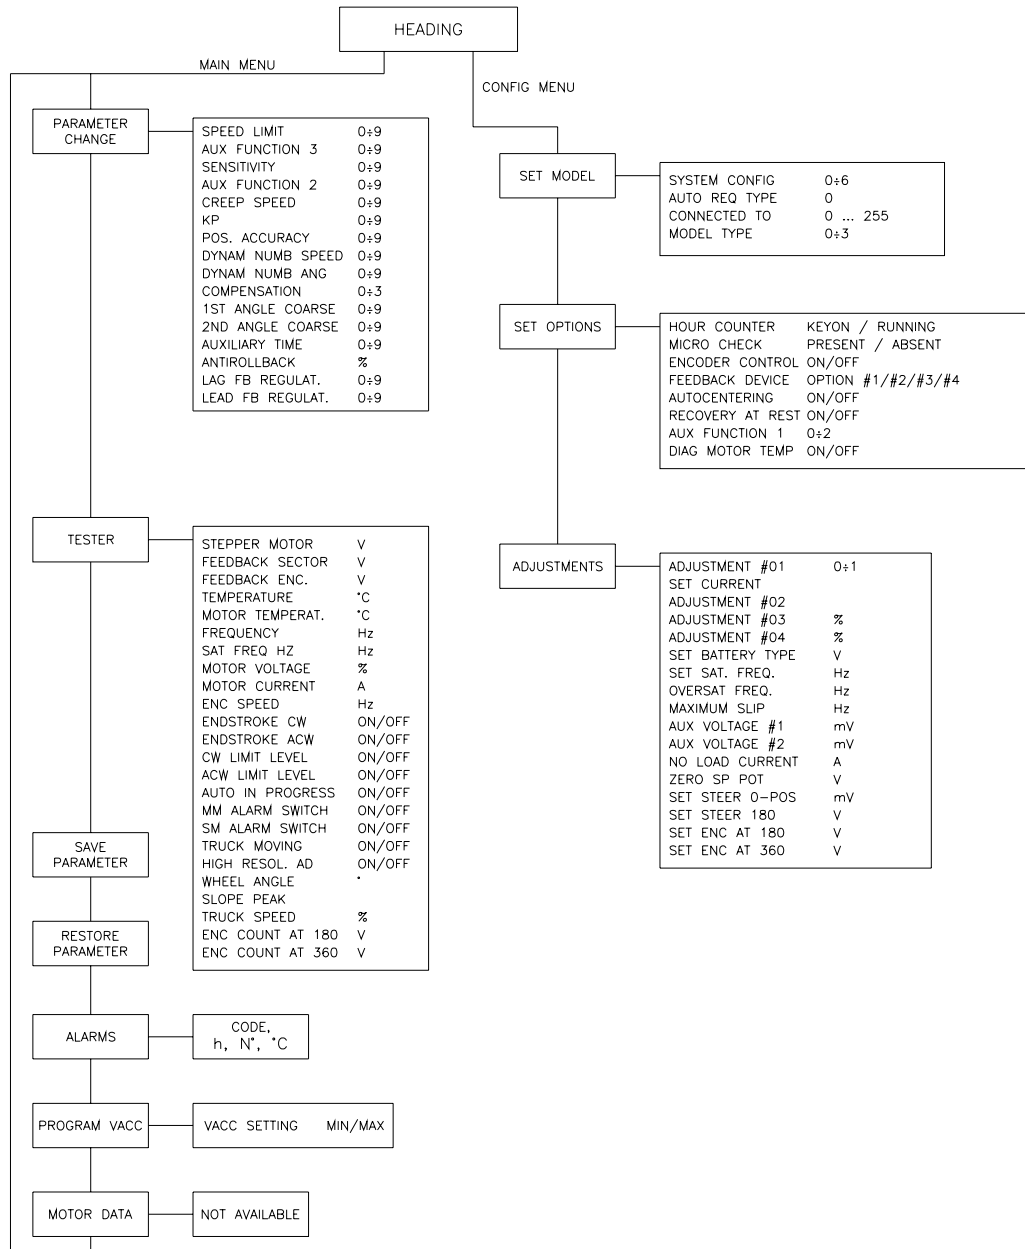 HEADING
MAIN MENU
CONFIG MENU
PARAMETER
CHANGE
SPEED LIMIT 0÷9
AUX FUNCTION 3 0÷9
SENSITIVITY 0÷9
AUX FUNCTION 2 0÷9
CREEP SPEED 0÷9
KP 0÷9
POS. ACCURACY 0÷9
DYNAM NUMB SPEED 0÷9
DYNAM NUMB ANG 0÷9
COMPENSATION 0÷3
1ST ANGLE COARSE 0÷9
2ND ANGLE COARSE 0÷9
AUXILIARY TIME 0÷9
ANTIROLLBACK %
LAG FB REGULAT. 0÷9
LEAD FB REGULAT. 0÷9
TESTER
STEPPER MOTOR V
FEEDBACK SECTOR V
FEEDBACK ENC. V
TEMPERATURE °C
MOTOR TEMPERAT. °C
FREQUENCY Hz
SAT FREQ HZ Hz
MOTOR VOLTAGE %
MOTOR CURRENT A
ENC SPEED Hz
ENDSTROKE CW ON/OFF
ENDSTROKE ACW ON/OFF
CW LIMIT LEVEL ON/OFF
ACW LIMIT LEVEL ON/OFF
AUTO IN PROGRESS ON/OFF
MM ALARM SWITCH ON/OFF
SM ALARM SWITCH ON/OFF
TRUCK MOVING ON/OFF
HIGH RESOL. AD ON/OFF
WHEEL ANGLE °
SLOPE PEAK
TRUCK SPEED %
ENC COUNT AT 180 V
ENC COUNT AT 360 V
SAVE
PARAMETER
RESTORE
PARAMETER
ALARMS
CODE,
h, N°, °C
PROGRAM VACC
VACC SETTING MIN/MAX
MOTOR DATA
NOT AVAILABLE
SET MODEL
SYSTEM CONFIG 0÷6
AUTO REQ TYPE 0
CONNECTED TO 0 ... 255
MODEL TYPE 0÷3
SET OPTIONS
HOUR COUNTER KEYON / RUNNING
MICRO CHECK PRESENT / ABSENT
ENCODER CONTROL ON/OFF
FEEDBACK DEVICE OPTION #1/#2/#3/#4
AUTOCENTERING ON/OFF
RECOVERY AT REST ON/OFF
AUX FUNCTION 1 0÷2
DIAG MOTOR TEMP ON/OFF
ADJUSTMENTS
ADJUSTMENT #01 0÷1
SET CURRENT
ADJUSTMENT #02
ADJUSTMENT #03 %
ADJUSTMENT #04 %
SET BATTERY TYPE V
SET SAT. FREQ. Hz
OVERSAT FREQ. Hz
MAXIMUM SLIP Hz
AUX VOLTAGE #1 mV
AUX VOLTAGE #2 mV
NO LOAD CURRENT A
ZERO SP POT V
SET STEER 0-POS mV
SET STEER 180 V
SET ENC AT 180 V
SET ENC AT 360 V